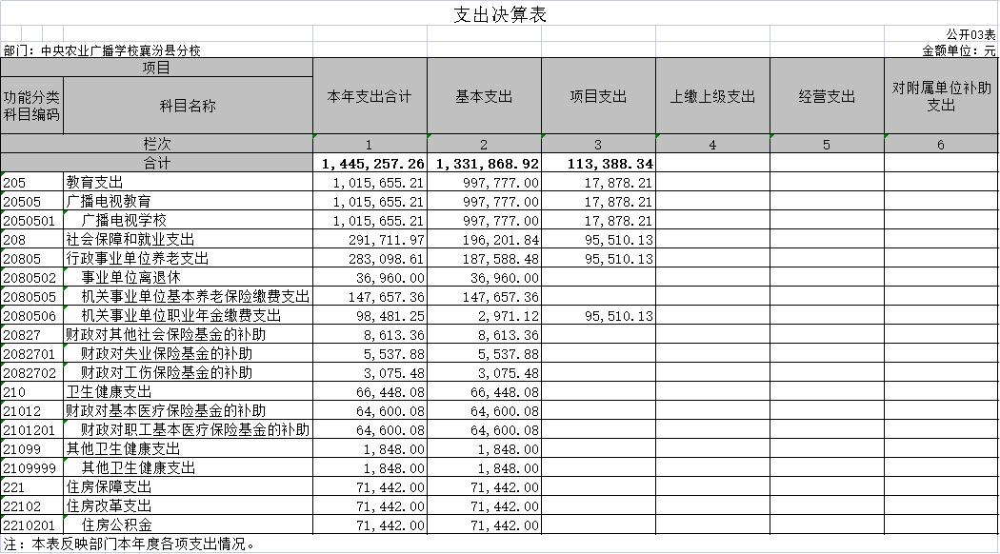 支出决算表
公开03表
部门：中央农业广播学校襄汾县分校 金额单位：元
项目 本年支出合计 基本支出 项目支出 上缴上级支出 经营支出 对附属单位补助支出
功能分类科目编码 科目名称
栏次 1 2 3 4 5 6
合计 1,445,257.26 1,331,868.92 113,388.34
205 教育支出 1,015,655.21 997,777.00 17,878.21
20505 广播电视教育 1,015,655.21 997,777.00 17,878.21
2050501 广播电视学校 1,015,655.21 997,777.00 17,878.21
208 社会保障和就业支出 291,711.97 196,201.84 95,510.13
20805 行政事业单位养老支出 283,098.61 187,588.48 95,510.13
2080502 事业单位离退休 36,960.00 36,960.00
2080505 机关事业单位基本养老保险缴费支出 147,657.36 147,657.36
2080506 机关事业单位职业年金缴费支出 98,481.25 2,971.12 95,510.13
20827 财政对其他社会保险基金的补助 8,613.36 8,613.36
2082701 财政对失业保险基金的补助 5,537.88 5,537.88
2082702 财政对工伤保险基金的补助 3,075.48 3,075.48
210 卫生健康支出 66,448.08 66,448.08
21012 财政对基本医疗保险基金的补助 64,600.08 64,600.08
2101201 财政对职工基本医疗保险基金的补助 64,600.08 64,600.08
21099 其他卫生健康支出 1,848.00 1,848.00
2109999 其他卫生健康支出 1,848.00 1,848.00
221 住房保障支出 71,442.00 71,442.00
22102 住房改革支出 71,442.00 71,442.00
2210201 住房公积金 71,442.00 71,442.00
注：本表反映部门本年度各项支出情况。